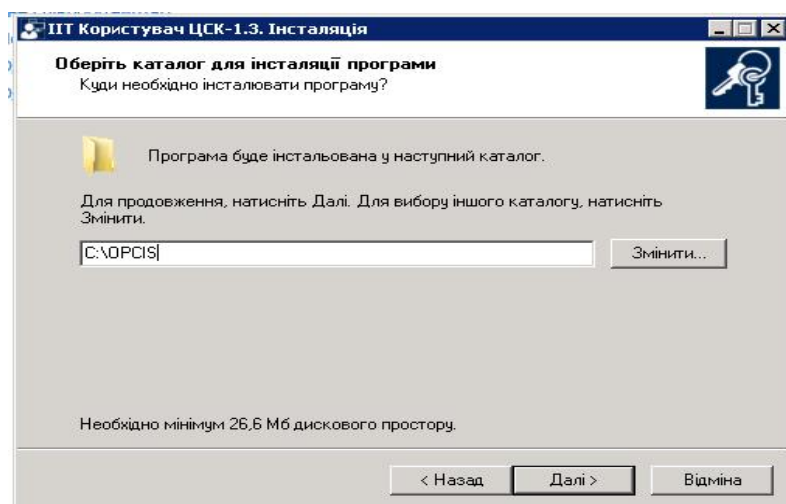 ІІТ Користувач ЦСК-1.3. Інсталяція
Оберіть каталог для інсталяції програми
Куди необхідно інсталювати програму?
Програма буде інстальована у наступний каталог.
Для продовження, натисніть Далі. Для вибору іншого каталогу, натисніть
Змінити.
C:\OPCIS
Змінити...
Необхідно мінімум 26,6 Мб дискового простору.
< Назад
Далі >
Відміна